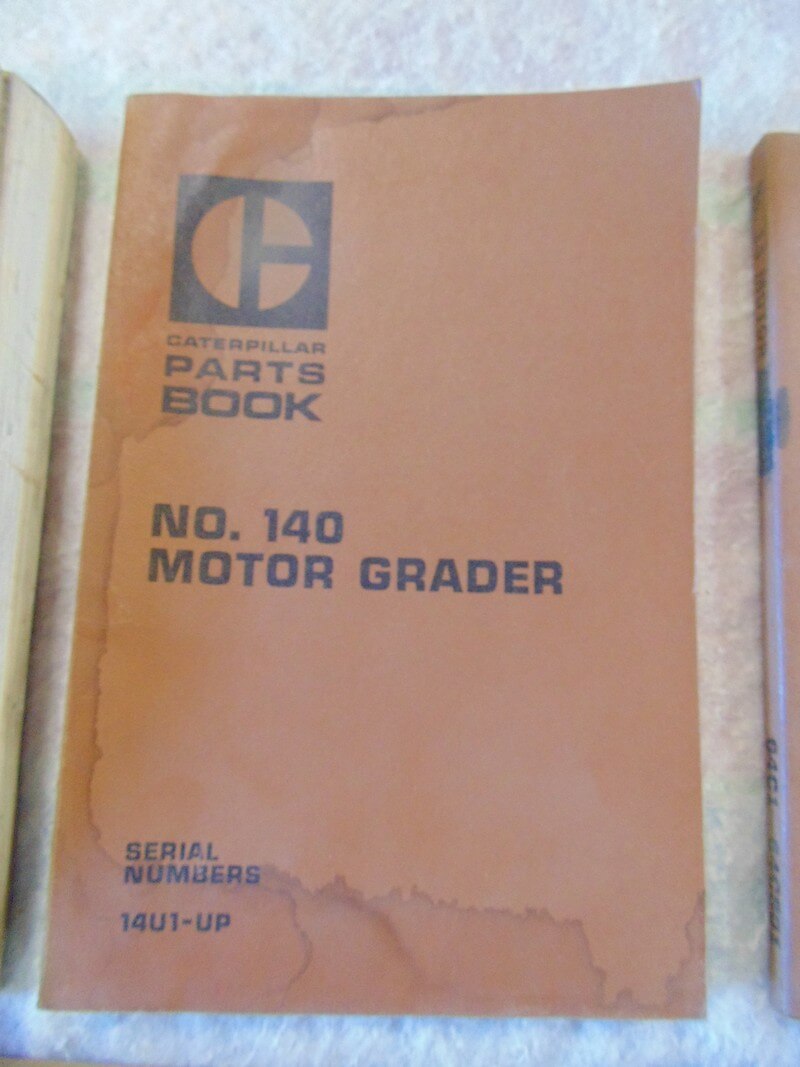 CATERPILLAR
PARTS
BOOK
NO. 140
MOTOR GRADER
SERIAL
NUMBERS
14U1-UP